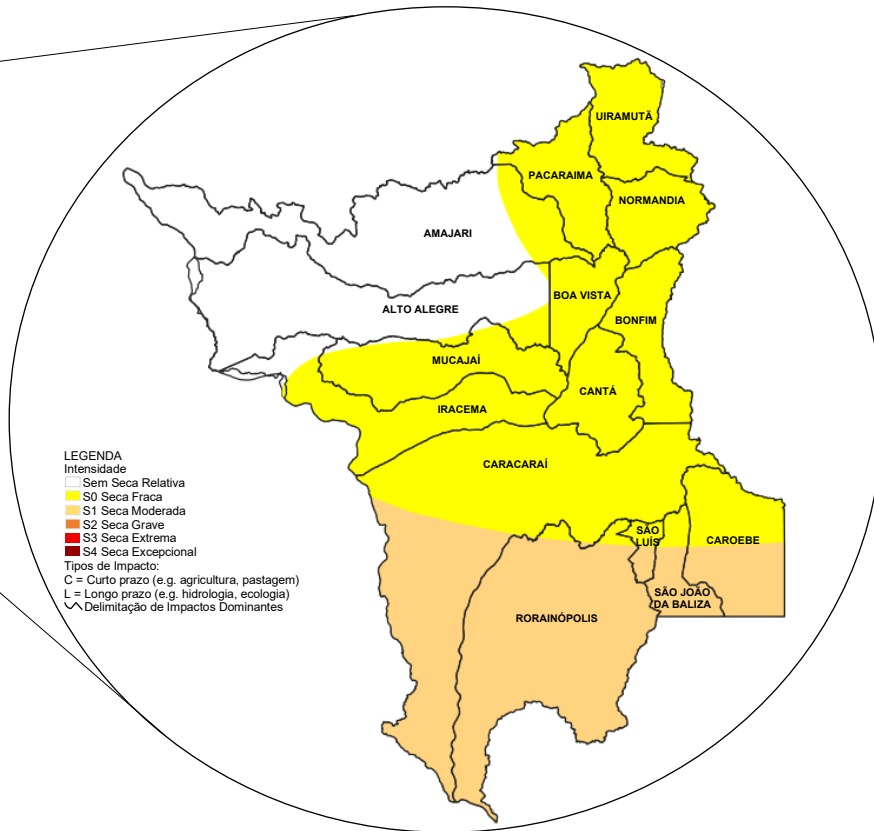 UIRAMUTÃ
PACARAIMA
NORMANDIA
AMAJARI
BOA VISTA
ALTO ALEGRE
BONFIM
MUCAJAÍ
CANTÁ
IRACEMA
CARACARAÍ
SÃO
LUÍS
CAROEBE
SÃO JOÃO
DA BALIZA
RORAINÓPOLIS
LEGENDA
Intensidade
Sem Seca Relativa
S0 Seca Fraca
S1 Seca Moderada
S2 Seca Grave
S3 Seca Extrema
S4 Seca Excepcional
Tipos de Impacto:
C = Curto prazo (e.g. agricultura, pastagem)
L = Longo prazo (e.g. hidrologia, ecologia)
Delimitação de Impactos Dominantes